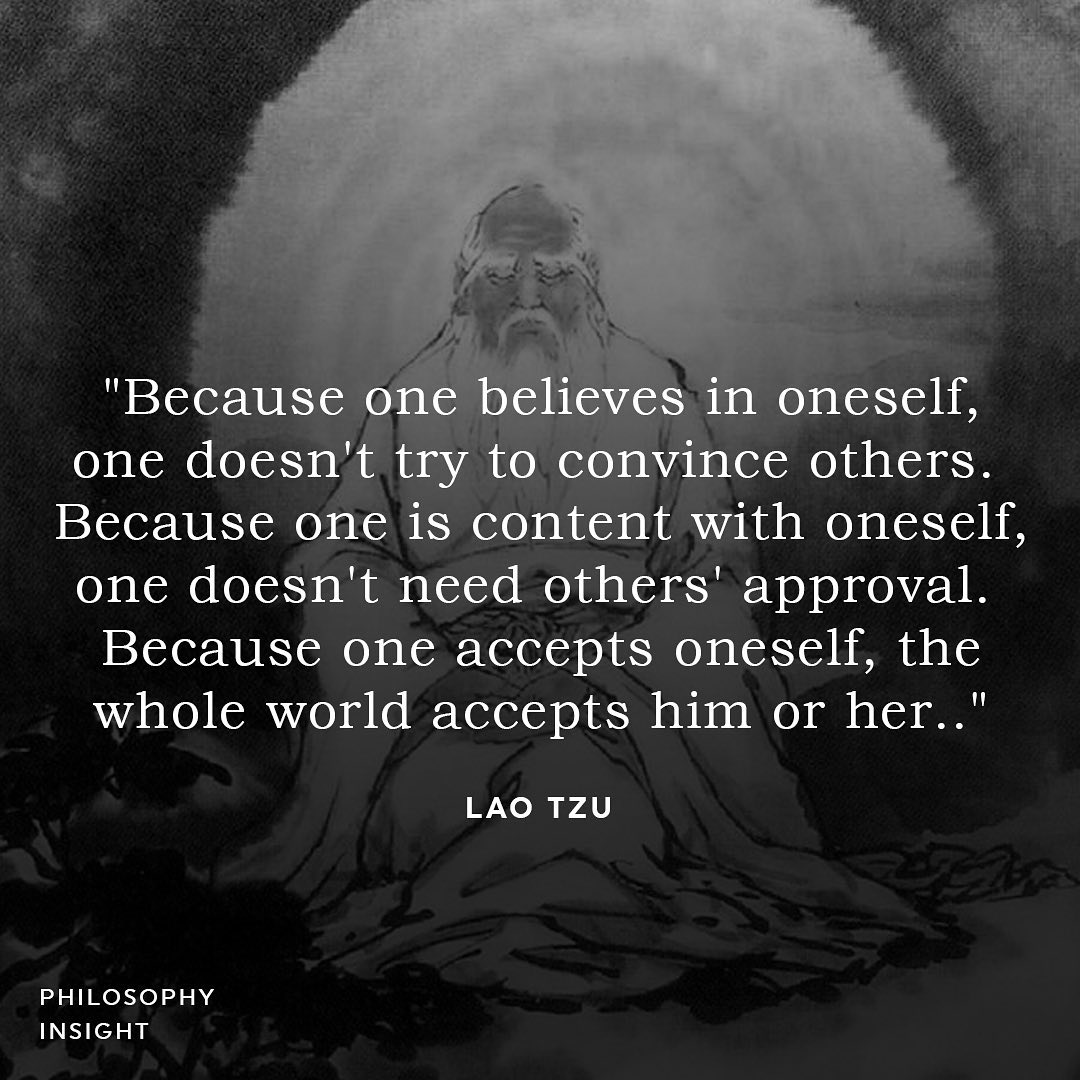 "Because one believes in oneself,
one doesn't try to convince others.
Because one is content with oneself,
one doesn't need others' approval.
Because one accepts oneself, the
whole world accepts him or her.."
LAO TZU
PHILOSOPHY
INSIGHT